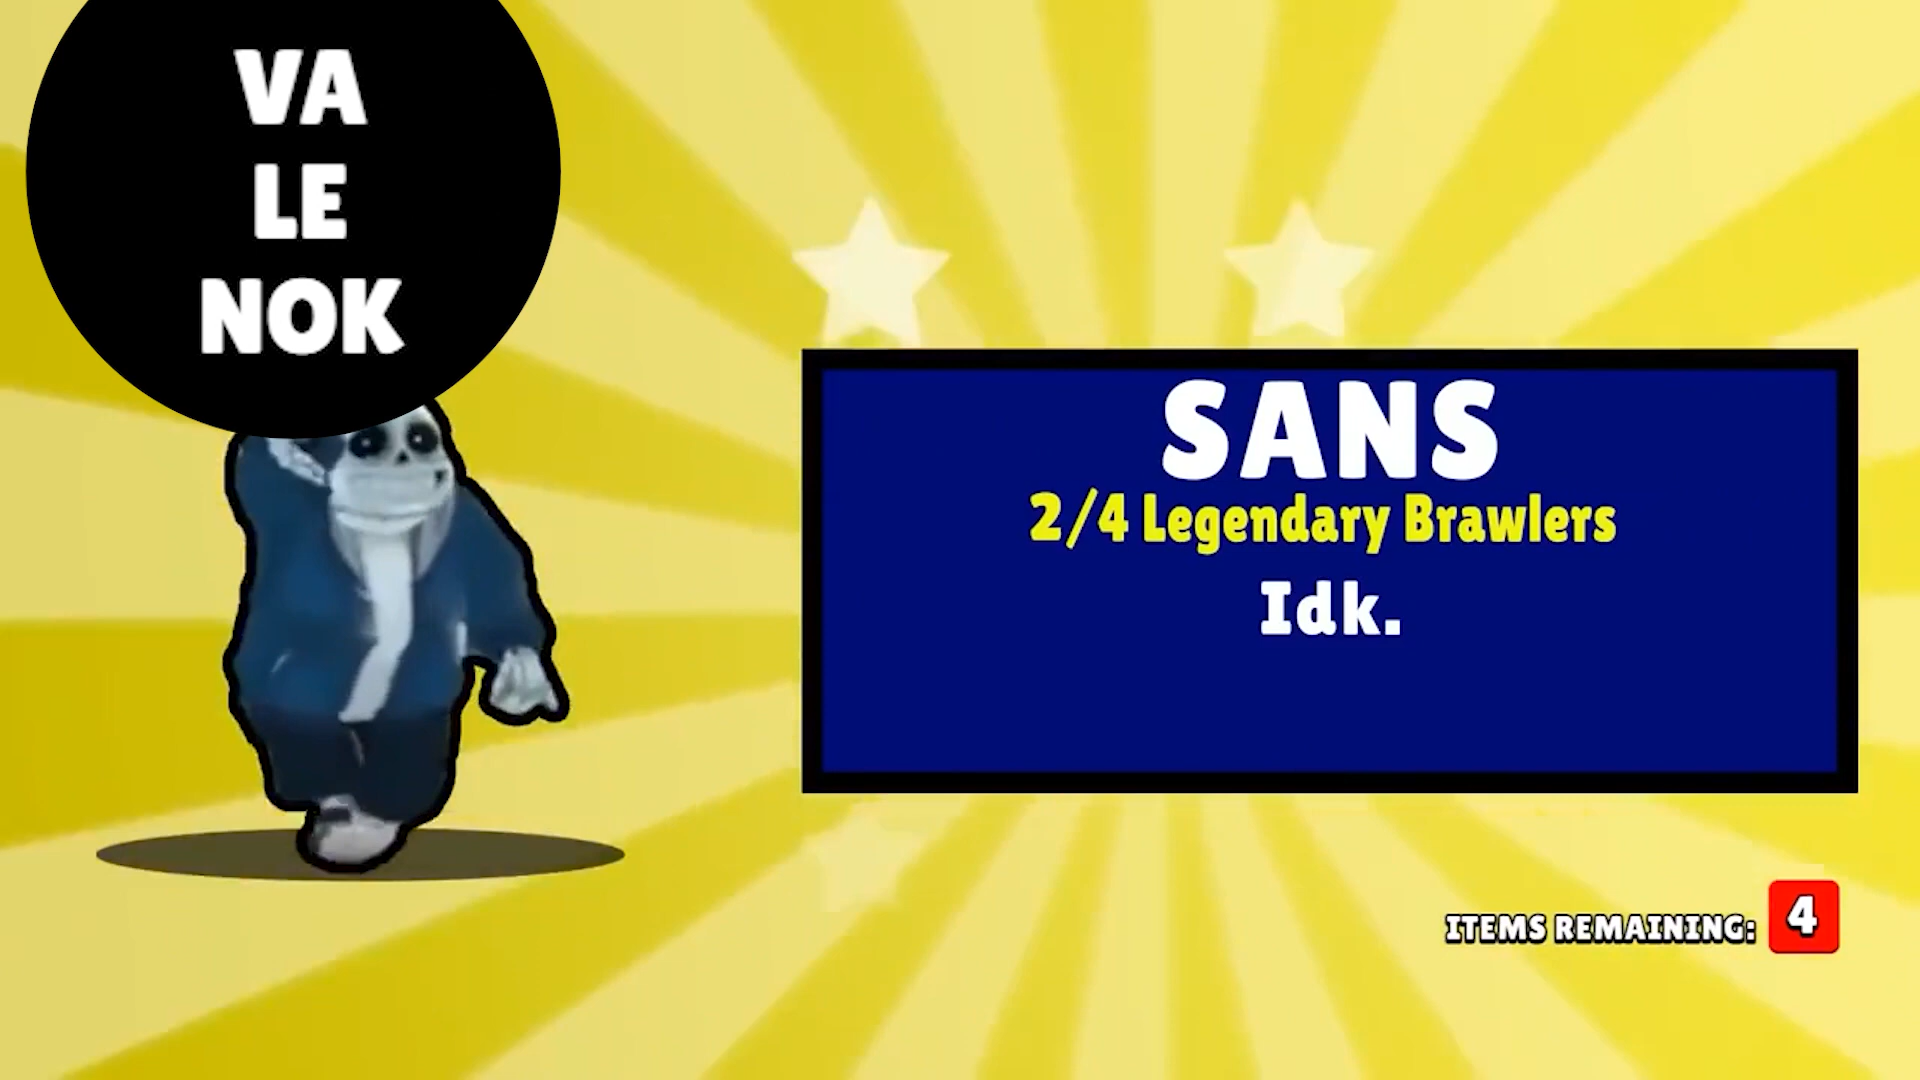 VA
LE
NOK
SANS
2/4 Legendary Brawlers
Idk.
ITEMS REMAINING: 4